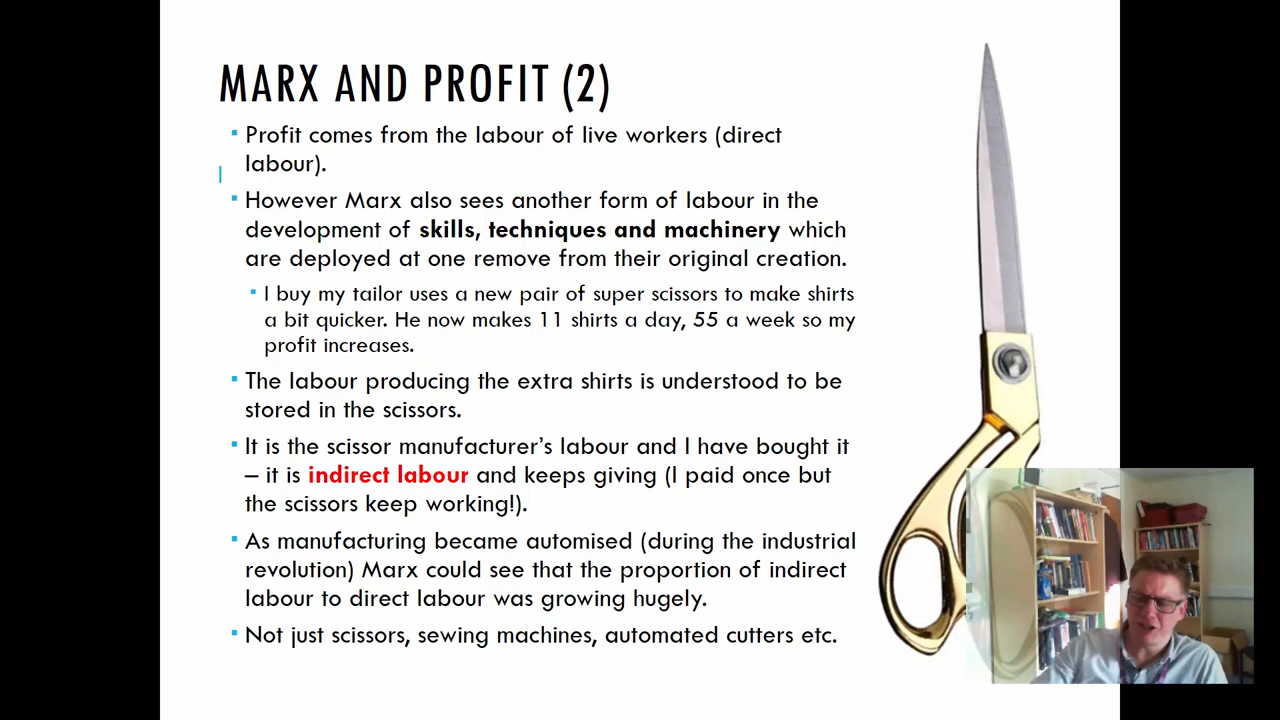 MARX AND PROFIT (2)
Profit comes from the labour of live workers (direct
labour).
However Marx also sees another form of labour in the
development of skills, techniques and machinery which
are deployed at one remove from their original creation.
I buy my tailor uses a new pair of super scissors to make shirts
a bit quicker. He now makes 11 shirts a day, 55 a week so my
profit increases.
The labour producing the extra shirts is understood to be
stored in the scissors.
It is the scissor manufacturer's labour and I have bought it
– it is indirect labour and keeps giving (I paid once but
the scissors keep working!).
As manufacturing became automised (during the industrial
revolution) Marx could see that the proportion of indirect
labour to direct labour was growing hugely.
Not just scissors, sewing machines, automated cutters etc.